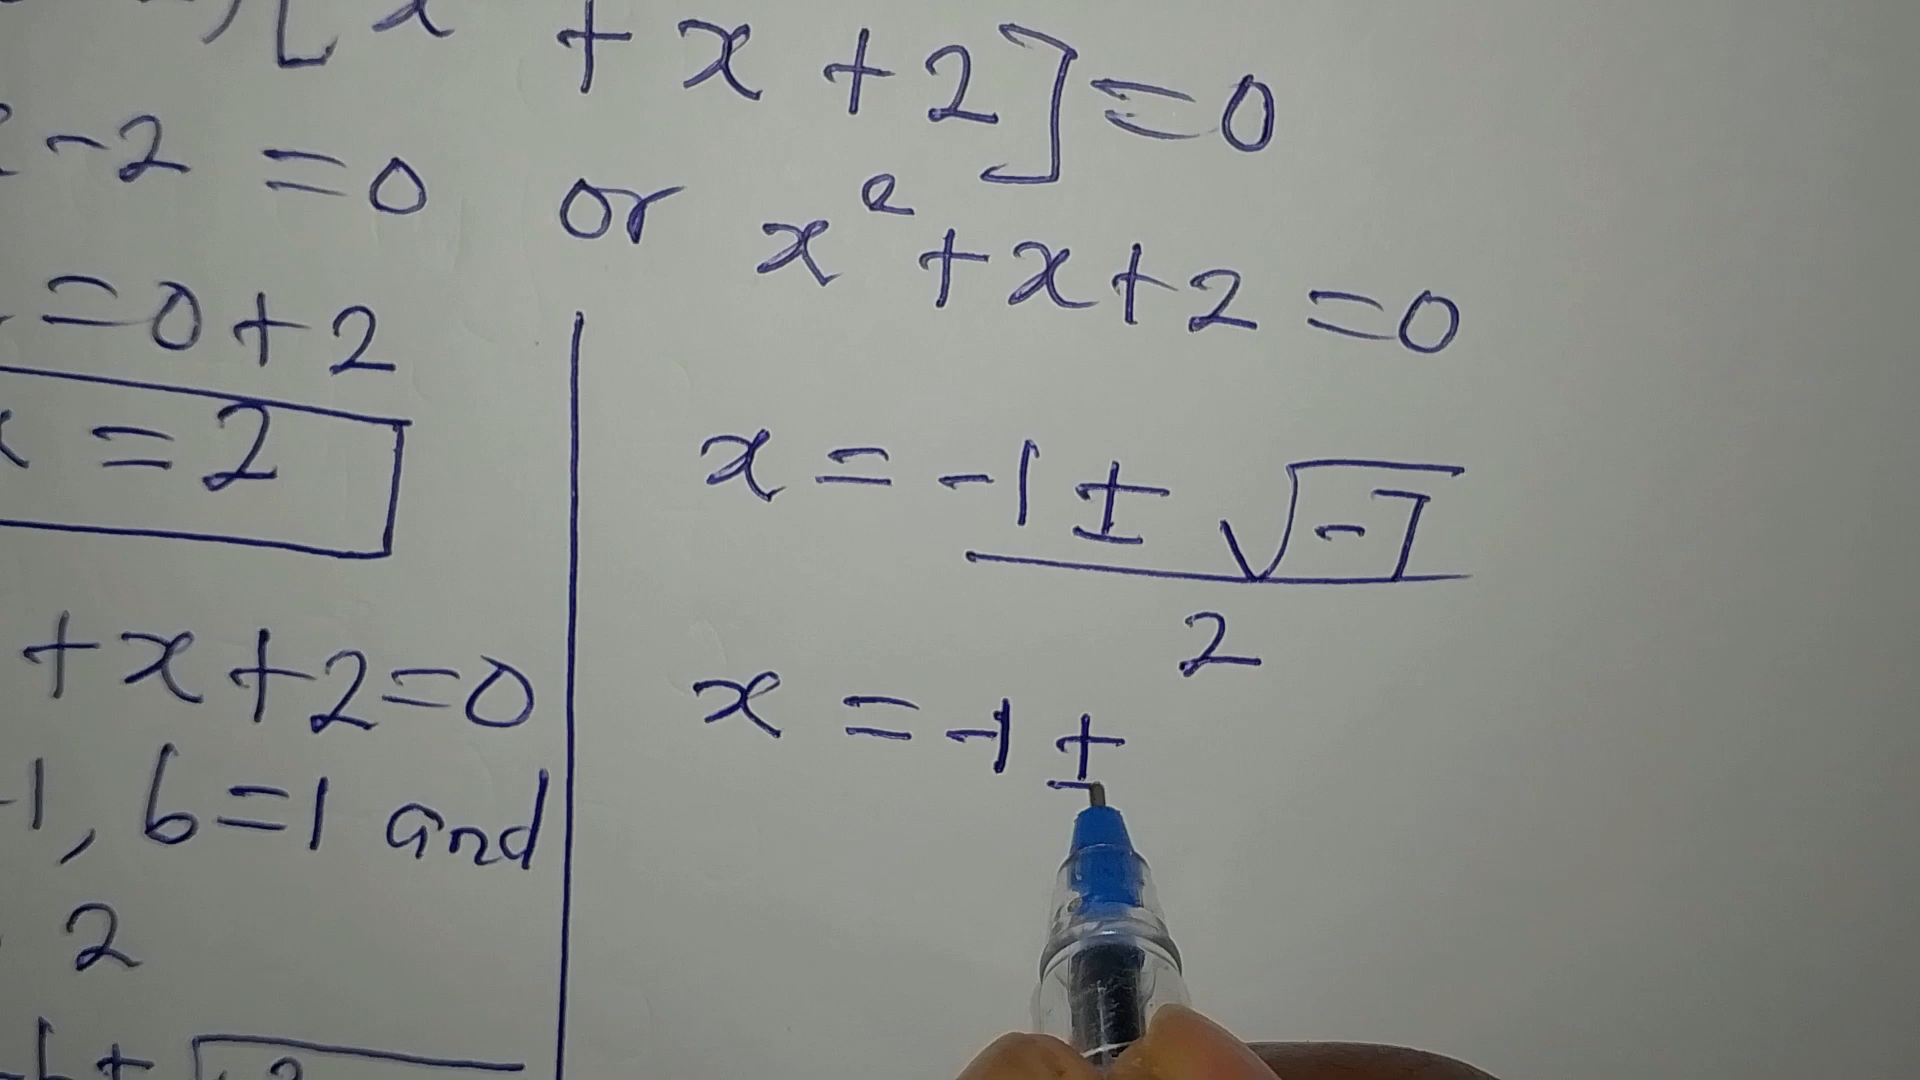 [x + x + 2] = 0
- 2 = 0 or x² + x + 2 = 0
= 0 + 2
x = 2
+ x + 2 = 0
1, b = 1 and
2
x = -1 ± √-7
2
x = -1 ±